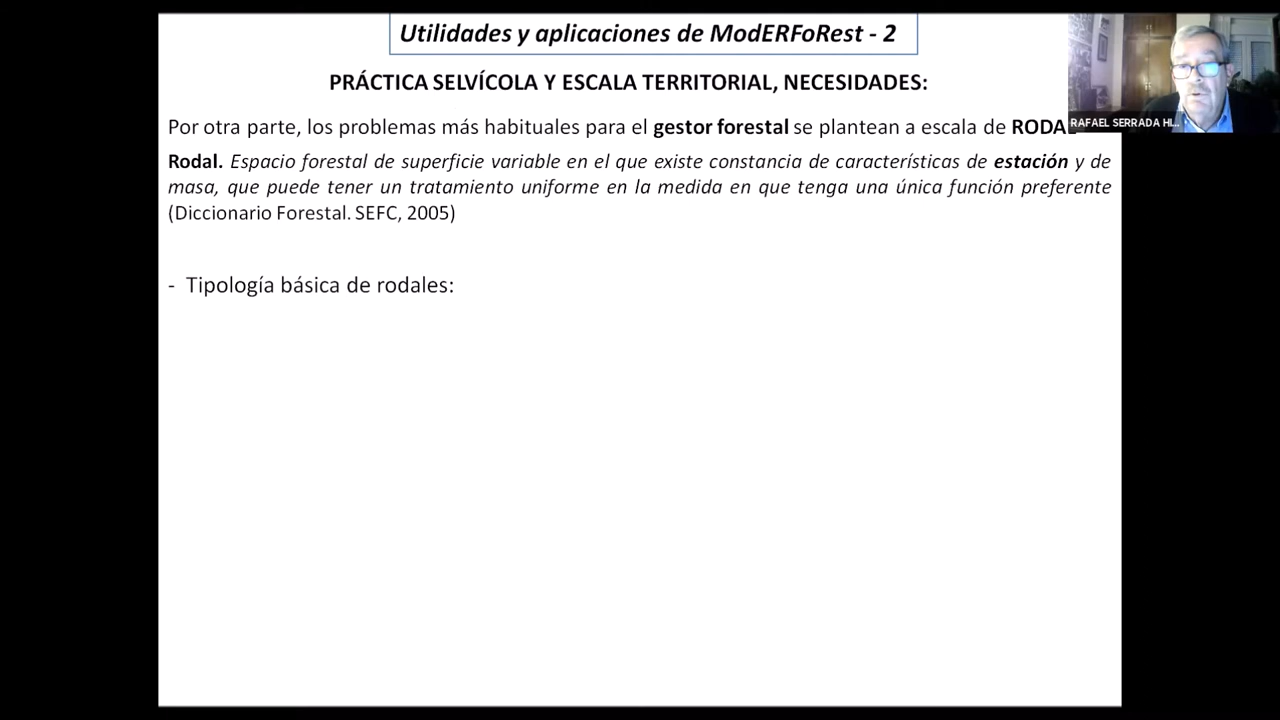 Utilidades y aplicaciones de ModERFoRest - 2
PRÁCTICA SELVÍCOLA Y ESCALA TERRITORIAL, NECESIDADES:
Por otra parte, los problemas más habituales para el gestor forestal se plantean a escala de RODAL
RAFAEL SERRADA HI...
Rodal. Espacio forestal de superficie variable en el que existe constancia de características de estación y de
masa, que puede tener un tratamiento uniforme en la medida en que tenga una única función preferente
(Diccionario Forestal. SEFC, 2005)
- Tipología básica de rodales: